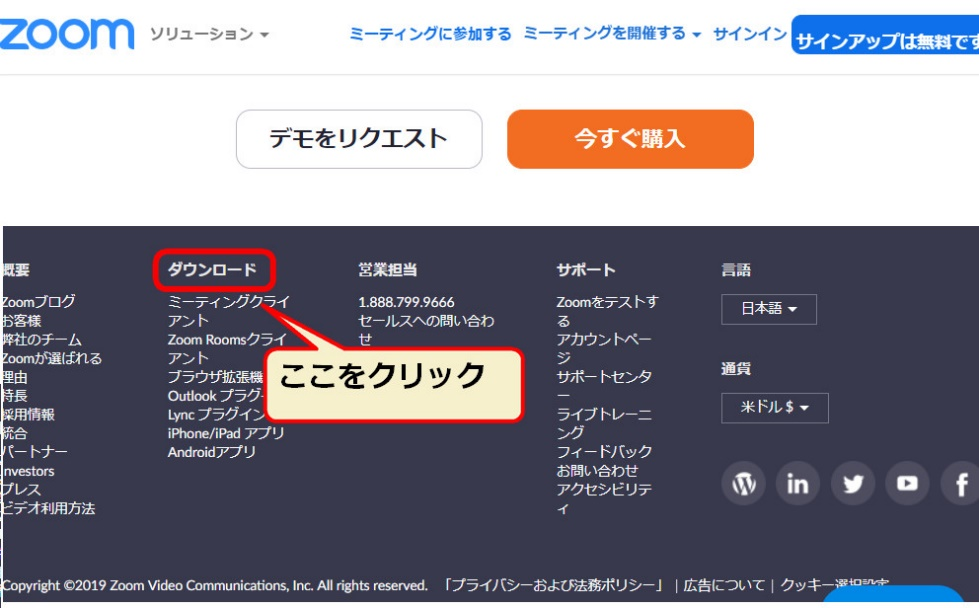 zoom ソリューション ミーティングに参加する ミーティングを開催する サインイン サインアップは無料です
デモをリクエスト 今すぐ購入
概要
Zoomブログ
お客様
弊社のチーム
Zoomが選ばれる
理由
特長
採用情報
統合
パートナー
Investors
プレス
ビデオ利用方法
ダウンロード
ミーティングクライ
アント
Zoom Roomsクライ
アント
ブラウザ拡張機
Outlook プラグ
Lync プラグイン
iPhone/iPad アプリ
Androidアプリ
ここをクリック
営業担当
1.888.799.9666
セールスへの問い合わ
せ
サポート
Zoomをテストす
る
アカウントペー
ジ
サポートセンタ
ー
ライブトレーニ
ング
フィードバック
お問い合わせ
アクセシビリテ
ィ
言語
日本語
通貨
米ドル $
in
f
Copyright ©2019 Zoom Video Communications, Inc. All rights reserved. 「プライバシーおよび法務ポリシー」 | 広告について | クッキー選択設定